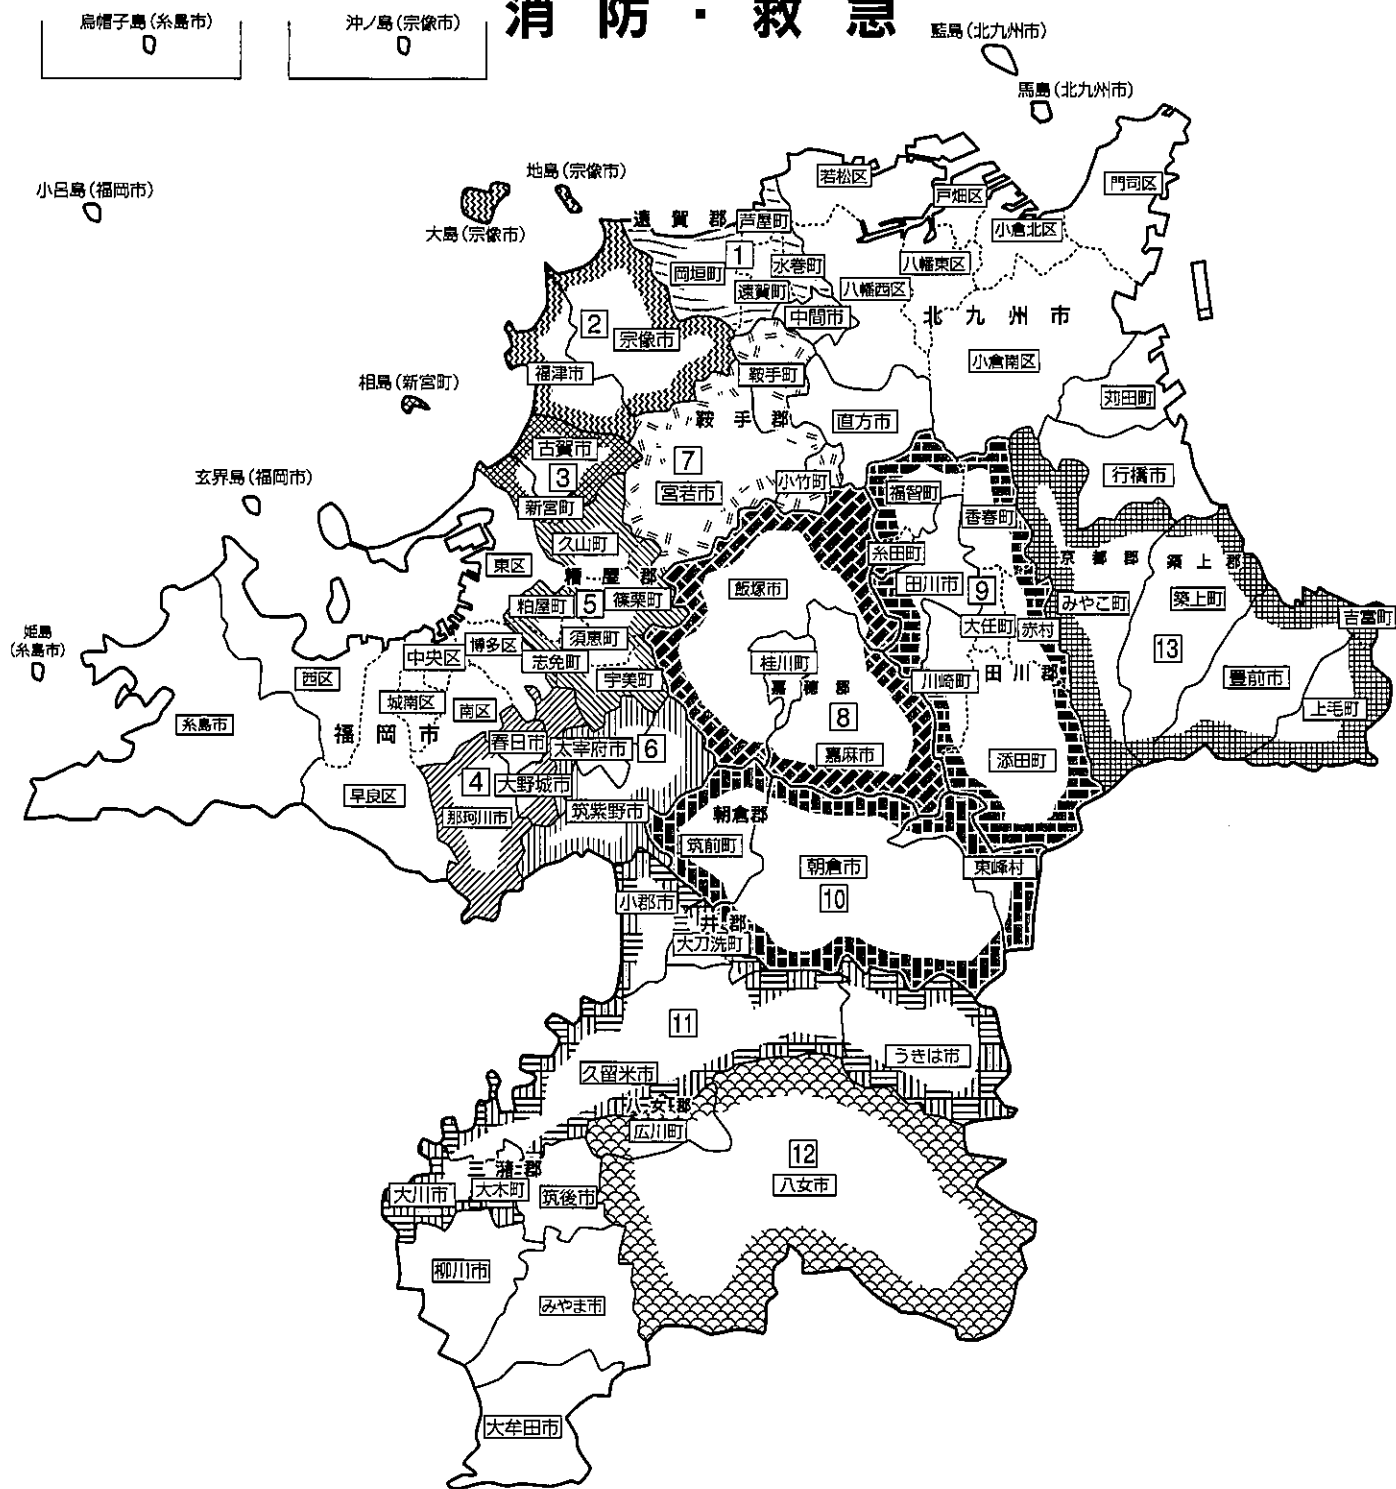 消防・救急
烏帽子島(糸島市)
沖ノ島(宗像市)
藍島(北九州市)
馬島(北九州市)
小呂島(福岡市)
地島(宗像市)
大島(宗像市)
若松区
戸畑区
門司区
遠賀郡
芦屋町
小倉北区
1
岡垣町
水巻町
八幡東区
遠賀町
八幡西区
中間市
北九州市
2
宗像市
小倉南区
福津市
鞍手町
相島(新宮町)
苅田町
鞍手郡
直方市
古賀市
3
7
玄界島(福岡市)
宮若市
小竹町
福智町
行橋市
新宮町
香春町
久山町
糸田町
東区
京都郡
築上郡
糟屋郡
飯塚市
田川市
9
粕屋町
5
篠栗町
みやこ町
築上町
吉富町
姫島
(糸島市)
博多区
須恵町
大任町
赤村
中央区
志免町
桂川町
13
西区
宇美町
川崎町
田川郡
豊前市
城南区
南区
嘉穂郡
上毛町
糸島市
福岡市
春日市
太宰府市
6
8
嘉麻市
添田町
4
大野城市
早良区
那珂川市
筑紫野市
朝倉郡
筑前町
朝倉市
東峰村
小郡市
10
三井郡
大刀洗町
11
うきは市
久留米市
八女郡
広川町
12
三潴郡
八女市
大川市
大木町
筑後市
柳川市
みやま市
大牟田市